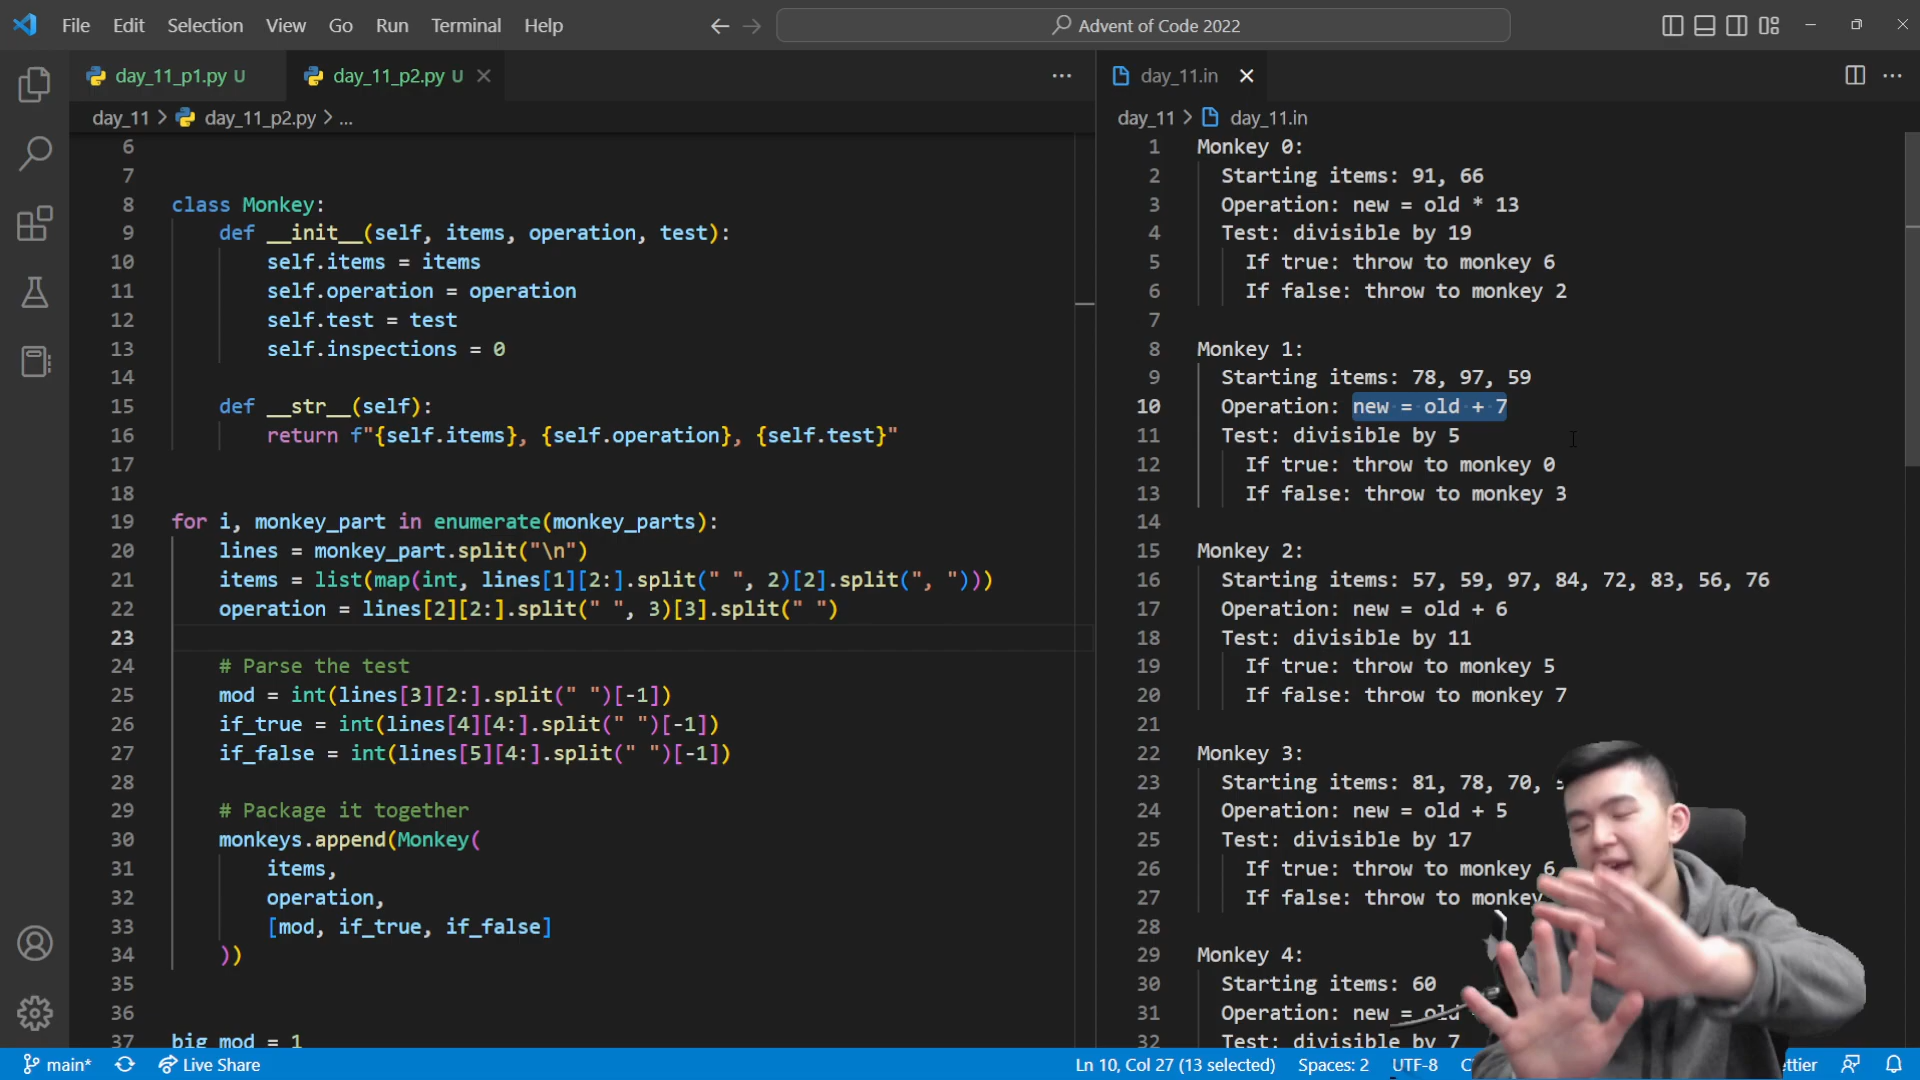 File Edit Selection View Go Run Terminal Help
Advent of Code 2022
day_11_p1.py U
day_11_p2.py U
day_11 > day_11_p2.py > ...
6
7
8 class Monkey:
9 def __init__(self, items, operation, test):
10 self.items = items
11 self.operation = operation
12 self.test = test
13 self.inspections = 0
14
15 def __str__(self):
16 return f"{self.items}, {self.operation}, {self.test}"
17
18
19 for i, monkey_part in enumerate(monkey_parts):
20 lines = monkey_part.split("\n")
21 items = list(map(int, lines[1][2:].split(" ", 2)[2].split(", ")))
22 operation = lines[2][2:].split(" ", 3)[3].split(" ")
23
24 # Parse the test
25 mod = int(lines[3][2:].split(" ")[-1])
26 if_true = int(lines[4][4:].split(" ")[-1])
27 if_false = int(lines[5][4:].split(" ")[-1])
28
29 # Package it together
30 monkeys.append(Monkey(
31 items,
32 operation,
33 [mod, if_true, if_false]
34 ))
35
36
37 big_mod = 1
day_11.in
day_11 > day_11.in
1 Monkey 0:
2 Starting items: 91, 66
3 Operation: new = old * 13
4 Test: divisible by 19
5 If true: throw to monkey 6
6 If false: throw to monkey 2
7
8 Monkey 1:
9 Starting items: 78, 97, 59
10 Operation: new = old + 7
11 Test: divisible by 5
12 If true: throw to monkey 0
13 If false: throw to monkey 3
14
15 Monkey 2:
16 Starting items: 57, 59, 97, 84, 72, 83, 56, 76
17 Operation: new = old + 6
18 Test: divisible by 11
19 If true: throw to monkey 5
20 If false: throw to monkey 7
21
22 Monkey 3:
23 Starting items: 81, 78, 70,
24 Operation: new = old + 5
25 Test: divisible by 17
26 If true: throw to monkey 6
27 If false: throw to monkey
28
29 Monkey 4:
30 Starting items: 60
31 Operation: new = old
32 Test: divisible by 7
main* Live Share
Ln 10, Col 27 (13 selected) Spaces: 2 UTF-8